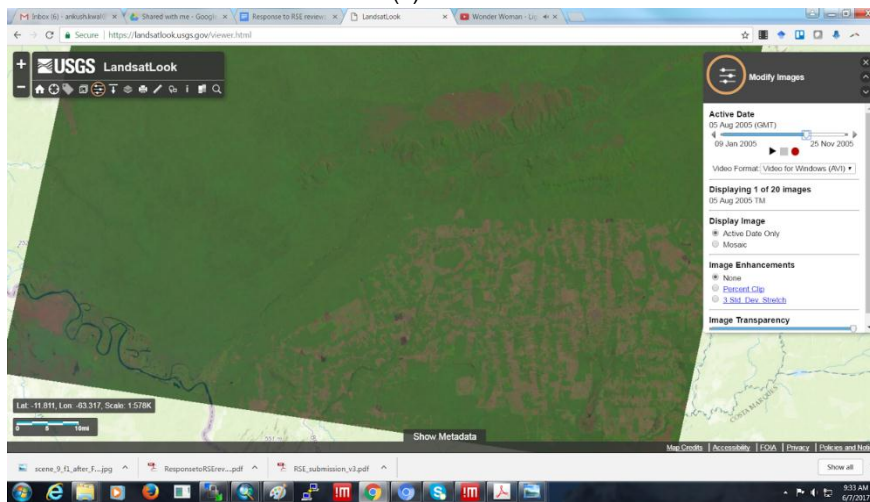 Inbox (6) - ankush.kwal
Shared with me - Googl
Response to RSE review
LandsatLook
Wonder Woman - Lig
Secure | https://landsatlook.usgs.gov/viewer.html
USGS LandsatLook
Modify Images
Active Date
05 Aug 2005 (GMT)
09 Jan 2005 25 Nov 2005
Video Format: Video for Windows (AVI)
Displaying 1 of 20 images
05 Aug 2005 TM
Display Image
Active Date Only
Mosaic
Image Enhancements
None
Percent Clip
3 Std. Dev. Stretch
Image Transparency
COSTA MARQUES
Lat: -11.811, Lon: -63.317, Scale: 1:578K
0 5 10mi
Show Metadata
Map Credits | Accessibility | FOIA | Privacy | Policies and Noti
scene_9_f1_after_F...jpg
ResponsetoRSErev...pdf
RSE_submission_v3.pdf
Show all
9:33 AM
6/7/2017